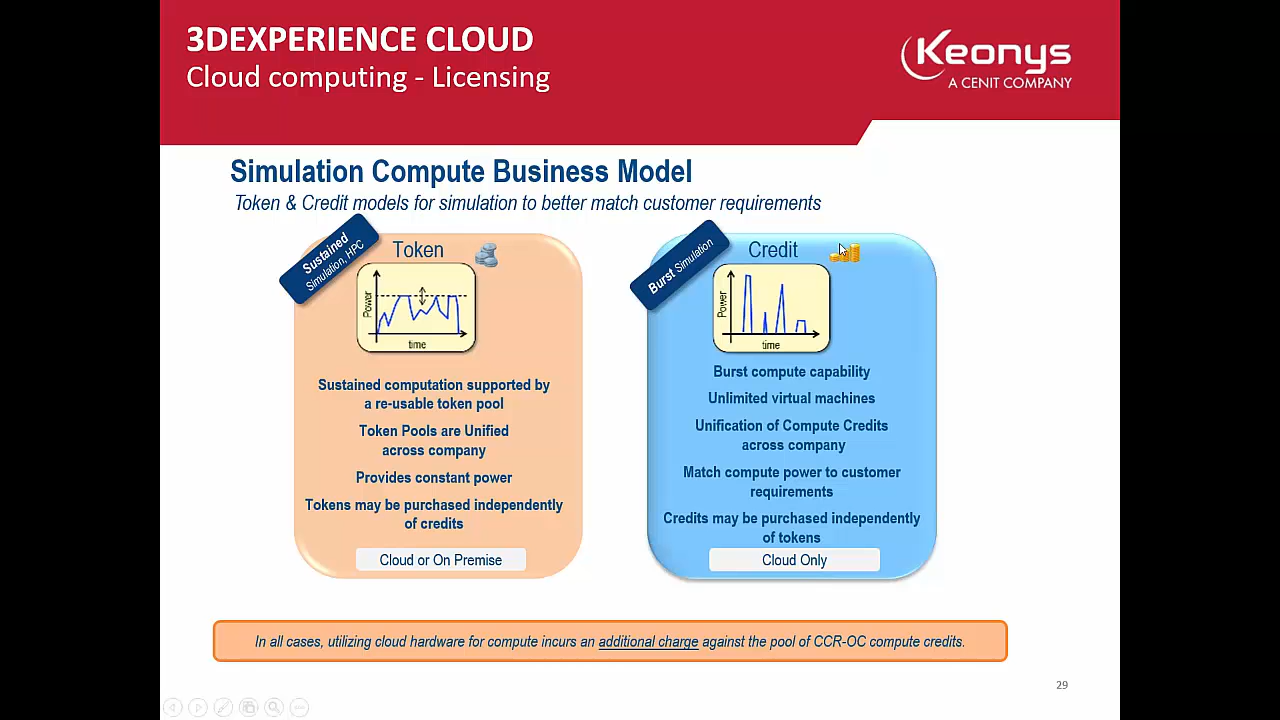 3DEXPERIENCE CLOUD
Cloud computing - Licensing
Keonys
A CENIT COMPANY
Simulation Compute Business Model
Token & Credit models for simulation to better match customer requirements
Sustained
Simulation, HPC
Token
Power
time
Sustained computation supported by
a re-usable token pool
Token Pools are Unified
across company
Provides constant power
Tokens may be purchased independently
of credits
Cloud or On Premise
Burst Simulation
Credit
Power
time
Burst compute capability
Unlimited virtual machines
Unification of Compute Credits
across company
Match compute power to customer
requirements
Credits may be purchased independently
of tokens
Cloud Only
In all cases, utilizing cloud hardware for compute incurs an additional charge against the pool of CCR-OC compute credits.
29